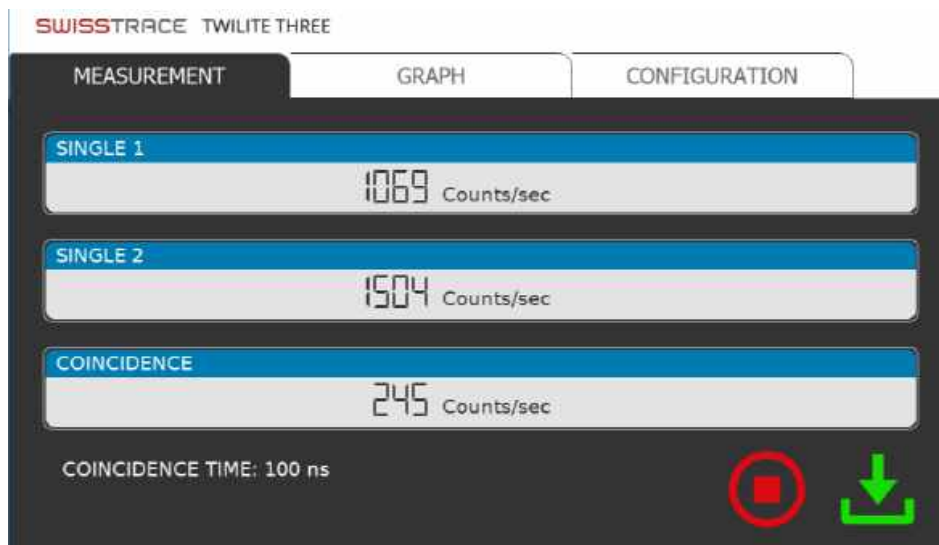 SWISSTRACE TWILITE THREE
MEASUREMENT GRAPH CONFIGURATION
SINGLE 1
1069 Counts/sec
SINGLE 2
1504 Counts/sec
COINCIDENCE
245 Counts/sec
COINCIDENCE TIME: 100 ns